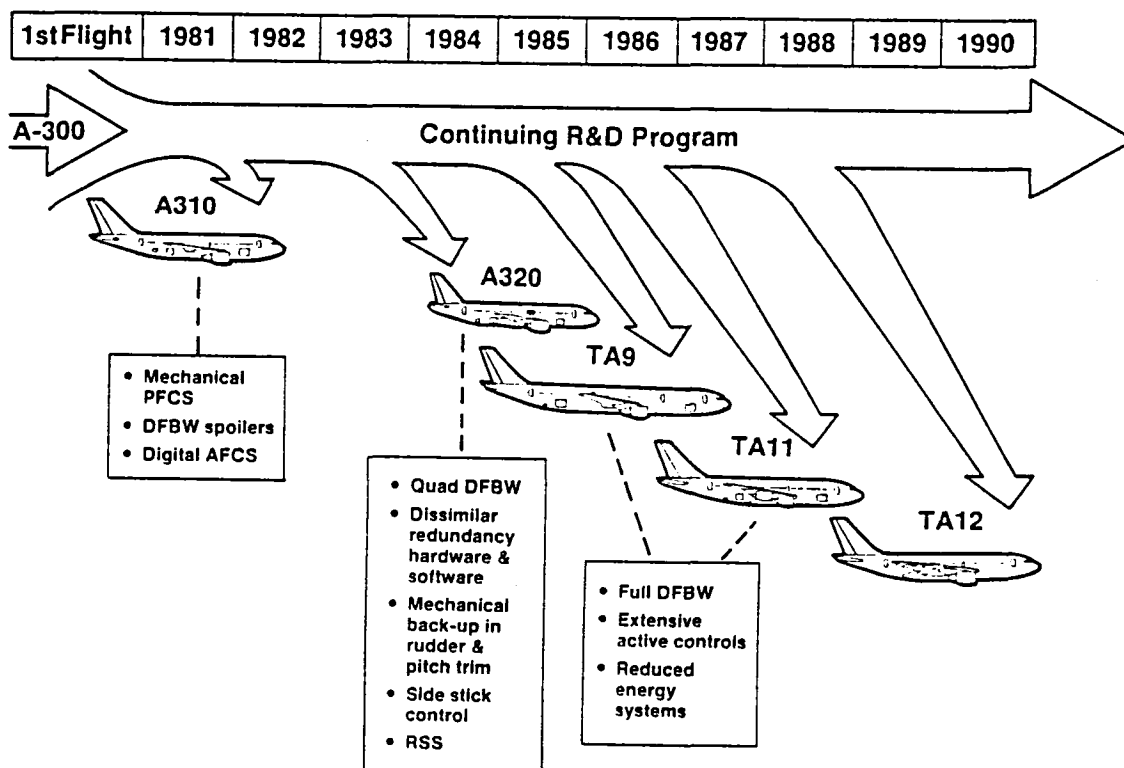 1st Flight 1981 1982 1983 1984 1985 1986 1987 1988 1989 1990
A-300
Continuing R&D Program
A310
A320
TA9
TA11
TA12
• Mechanical
PFCS
• DFBW spoilers
• Digital AFCS
• Quad DFBW
• Dissimilar
redundancy
hardware &
software
• Mechanical
back-up in
rudder &
pitch trim
• Side stick
control
• RSS
• Full DFBW
• Extensive
active controls
• Reduced
energy
systems